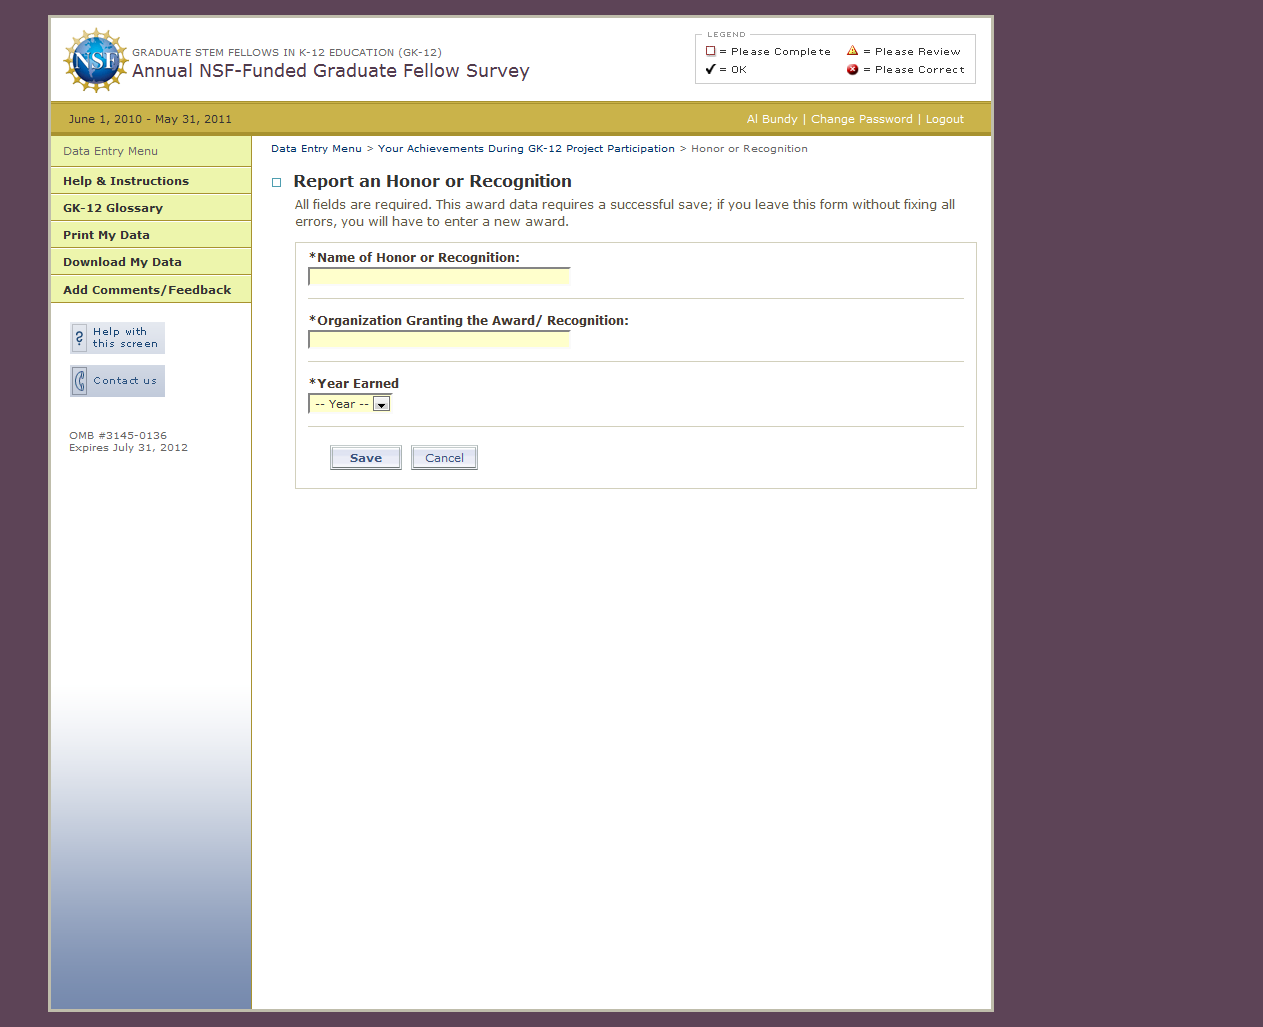 NSF
GRADUATE STEM FELLOWS IN K-12 EDUCATION (GK-12)
Annual NSF-Funded Graduate Fellow Survey
LEGEND
= Please Complete
= Please Review
= OK
= Please Correct
June 1, 2010 - May 31, 2011
Al Bundy | Change Password | Logout
Data Entry Menu
Help & Instructions
GK-12 Glossary
Print My Data
Download My Data
Add Comments/Feedback
? Help with
this screen
Contact us
OMB #3145-0136
Expires July 31, 2012
Data Entry Menu > Your Achievements During GK-12 Project Participation > Honor or Recognition
Report an Honor or Recognition
All fields are required. This award data requires a successful save; if you leave this form without fixing all
errors, you will have to enter a new award.
*Name of Honor or Recognition:
*Organization Granting the Award/ Recognition:
*Year Earned
-- Year --
Save
Cancel